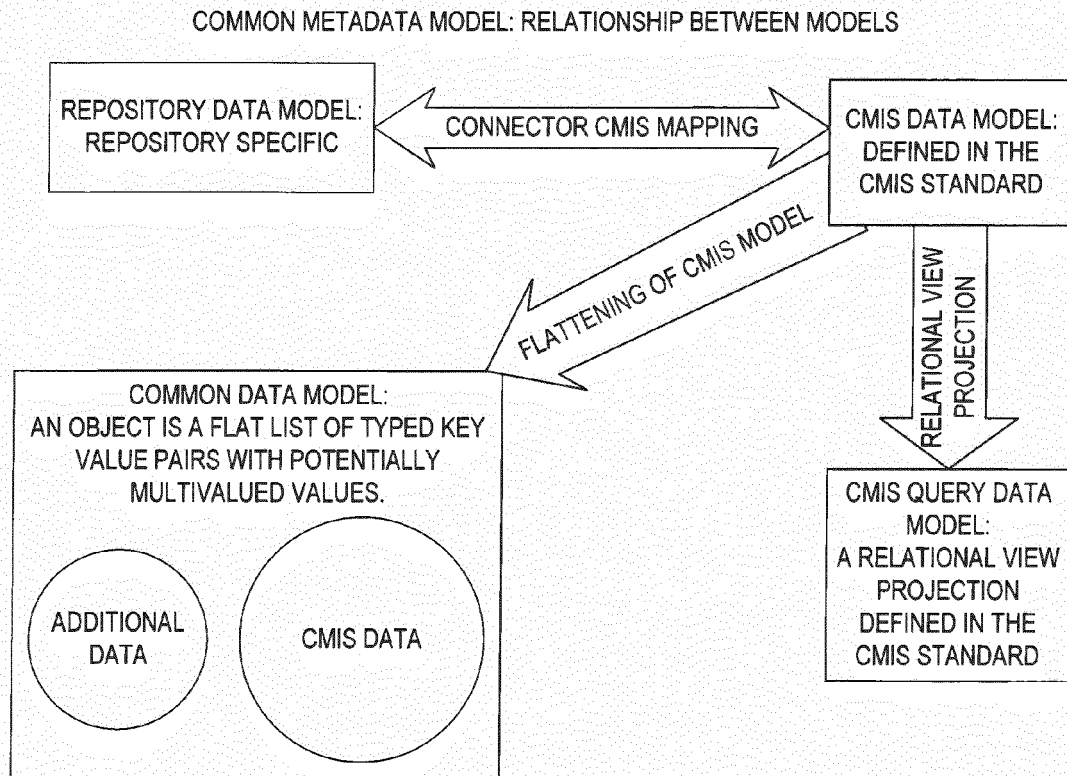 COMMON METADATA MODEL: RELATIONSHIP BETWEEN MODELS
REPOSITORY DATA MODEL:
REPOSITORY SPECIFIC
CONNECTOR CMIS MAPPING
CMIS DATA MODEL:
DEFINED IN THE
CMIS STANDARD
FLATTENING OF CMIS MODEL
RELATIONAL VIEW
PROJECTION
COMMON DATA MODEL:
AN OBJECT IS A FLAT LIST OF TYPED KEY
VALUE PAIRS WITH POTENTIALLY
MULTIVALUED VALUES.
ADDITIONAL
DATA
CMIS DATA
CMIS QUERY DATA
MODEL:
A RELATIONAL VIEW
PROJECTION
DEFINED IN THE
CMIS STANDARD